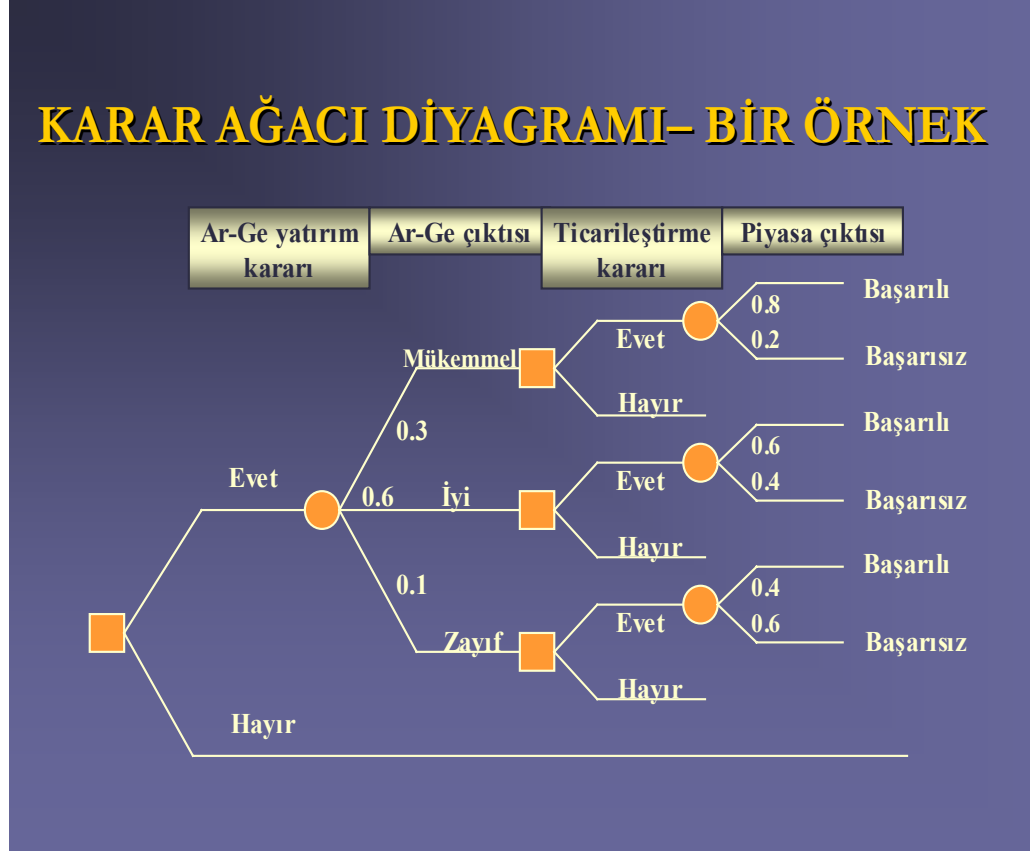 KARAR AĞACI DİYAGRAMI– BİR ÖRNEK
Ar-Ge yatırım
kararı
Ar-Ge çıktısı
Ticarileştirme
kararı
Piyasa çıktısı
Başarılı
0.8
Evet
0.2
Mükemmel
Başarısız
Hayır
0.3
Başarılı
0.6
Evet
Evet
0.4
0.6
İyi
Başarısız
Hayır
0.1
Başarılı
0.4
Evet
0.6
Zayıf
Başarısız
Hayır
Hayır